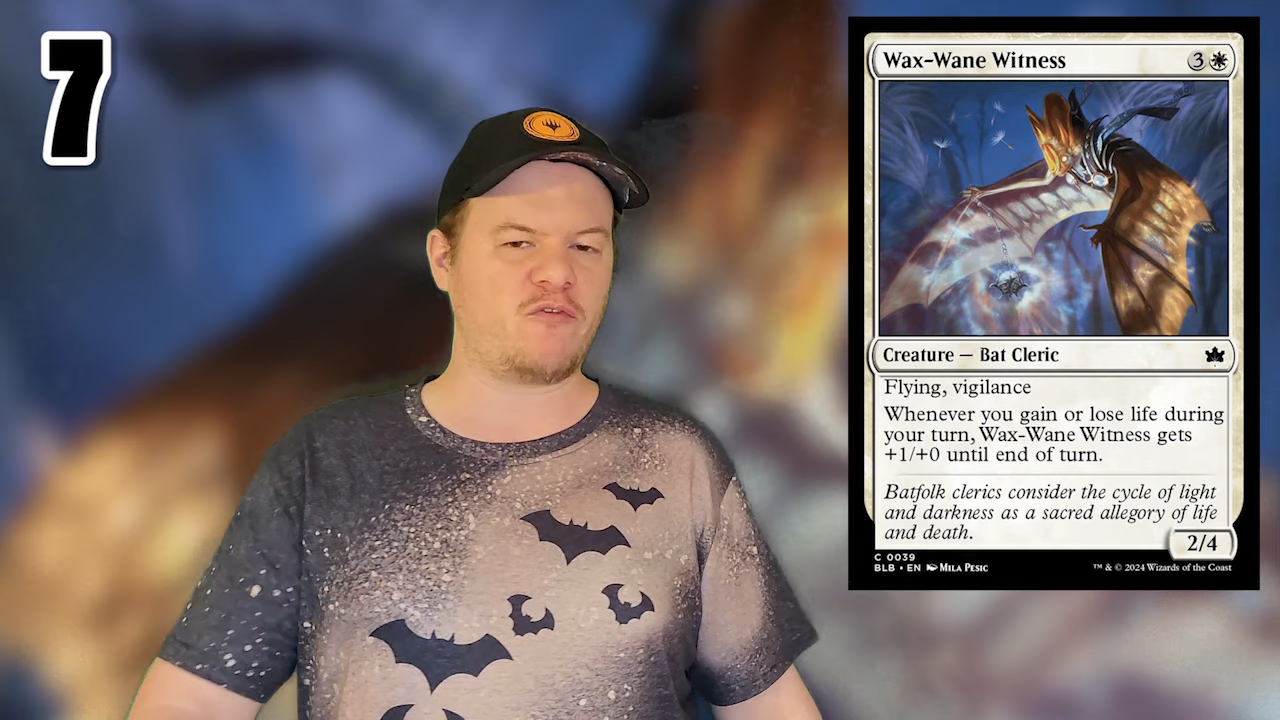 7
Wax-Wane Witness 3
Creature — Bat Cleric
Flying, vigilance
Whenever you gain or lose life during
your turn, Wax-Wane Witness gets
+1/+0 until end of turn.
Batfolk clerics consider the cycle of light
and darkness as a sacred allegory of life
and death.
2/4
C 0039
BLB • EN Mila Pesic
™ & © 2024 Wizards of the Coast